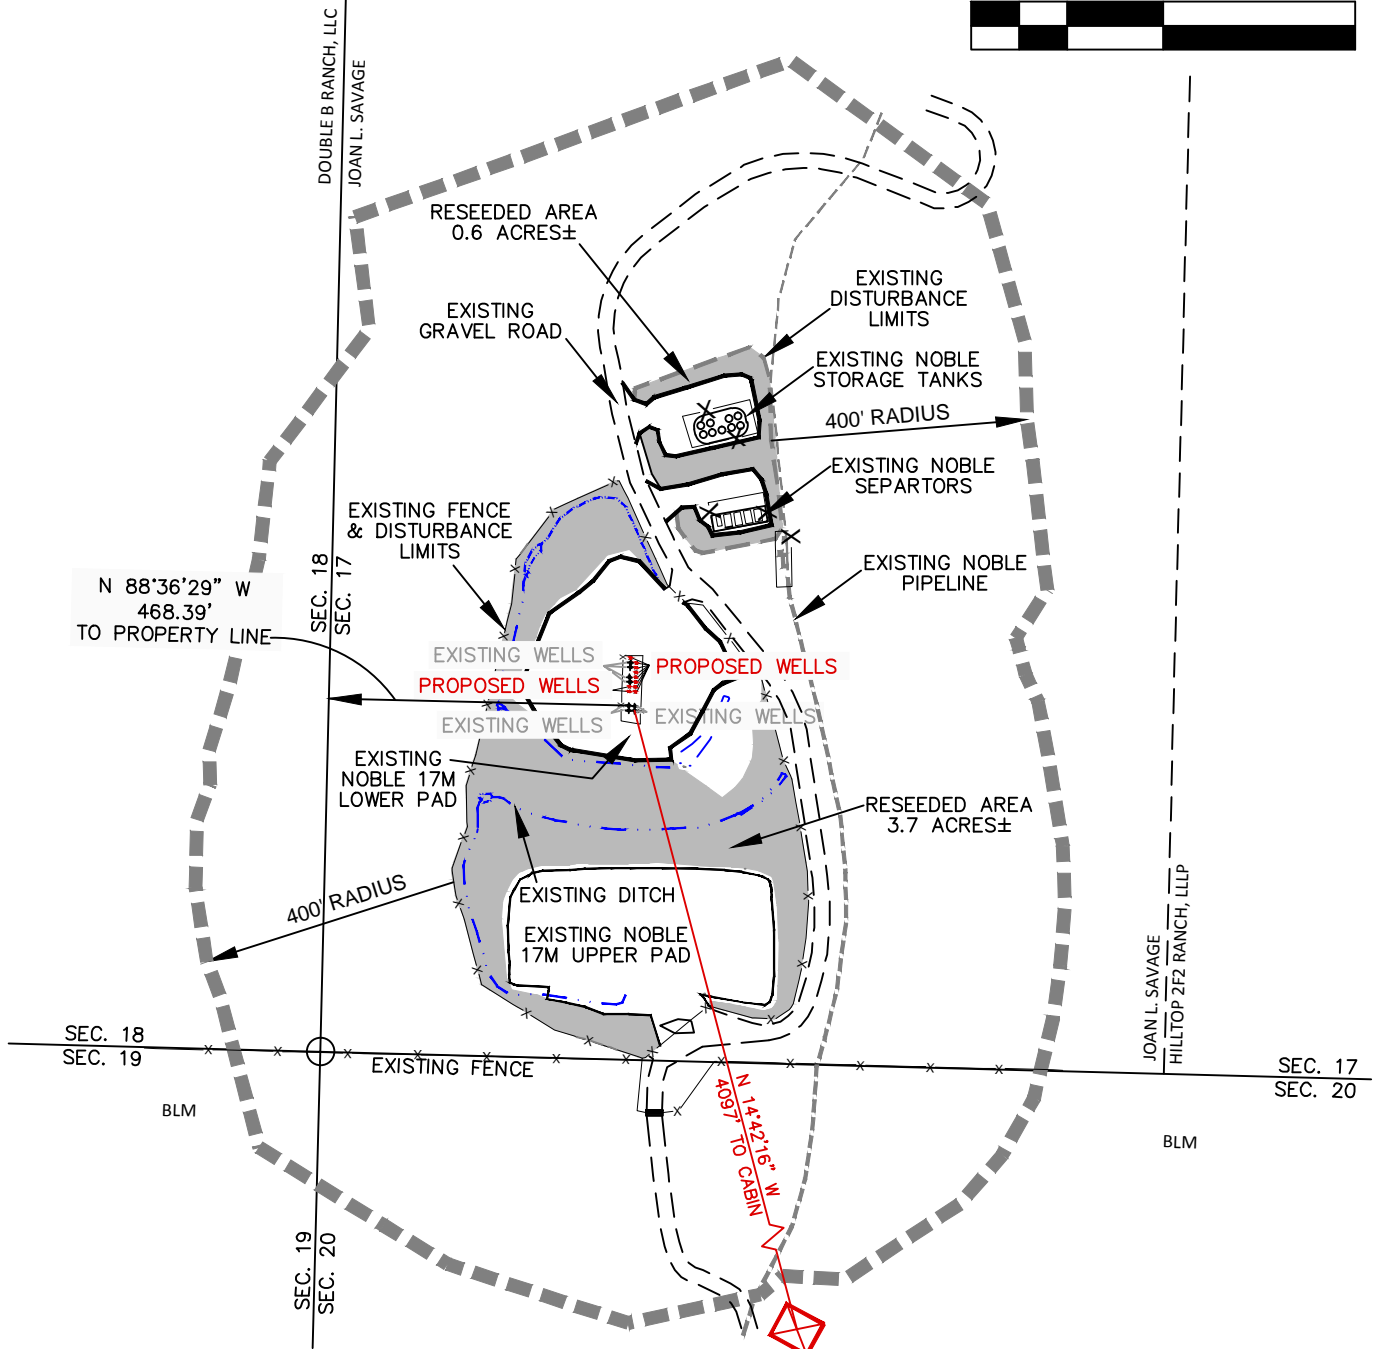 DOUBLE B RANCH, LLC
JOAN L. SAVAGE
RESEEDED AREA
0.6 ACRES±
EXISTING
DISTURBANCE
LIMITS
EXISTING
GRAVEL ROAD
EXISTING NOBLE
STORAGE TANKS
400' RADIUS
EXISTING NOBLE
SEPARTORS
EXISTING FENCE
& DISTURBANCE
LIMITS
SEC. 18
SEC. 17
EXISTING NOBLE
PIPELINE
N 88°36'29" W
468.39'
TO PROPERTY LINE
EXISTING WELLS
PROPOSED WELLS
PROPOSED WELLS
EXISTING WELLS
EXISTING WELLS
EXISTING
NOBLE 17M
LOWER PAD
RESEEDED AREA
3.7 ACRES±
400' RADIUS
EXISTING DITCH
EXISTING NOBLE
17M UPPER PAD
JOAN L. SAVAGE
HILLTOP 2F2 RANCH, LLLP
SEC. 18
SEC. 19
EXISTING FENCE
SEC. 17
SEC. 20
BLM
BLM
N 14°42'16" W
4097' TO CABIN
SEC. 19
SEC. 20